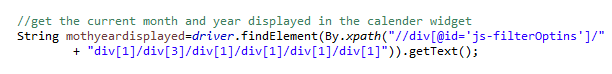 //get the current month and year displayed in the calender widget
String mothyeardisplayed=driver.findElement(By.xpath("//div[@id='js-filterOptins']/"
+ "div[1]/div[3]/div[1]/div[1]/div[1]/div[1]")).getText();